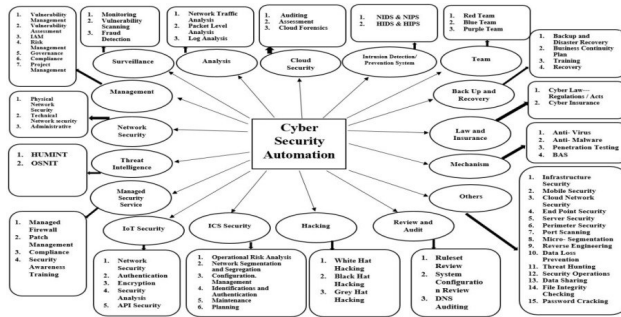 1. Vulnerability
Management
2. Vulnerability
Assessment
3. IAM
4. Risk
Management
5. Governance
6. Compliance
7. Project
Management
1. Monitoring
2. Vulnerability
Scanning
3. Fraud
Detection
1. Network Traffic
Analysis
2. Packet Level
Analysis
3. Log Analysis
1. Auditing
2. Assessment
3. Cloud Forensics
NIDS & NIPS
HIDS & HIPS
1. Red Team
2. Blue Team
3. Purple Team
1. Backup and
Disaster Recovery
2. Business Continuity
Plan
3. Training
4. Recovery
Surveillance
Analysis
Cloud
Security
Intrusion Detection/
Prevention System
Team
Management
Back Up and
Recovery
1. Physical
Network
Security
2. Technical
Network security
3. Administrative
Network
Security
Cyber
Security
Automation
Law and
Insurance
1. Cyber Law—
Regulations / Acts
2. Cyber Insurance
1. HUMINT
2. OSNIT
Threat
Intelligence
Mechanism
1. Anti- Virus
2. Anti- Malware
3. Penetration Testing
4. BAS
Managed
Security
Service
Others
IoT Security
ICS Security
Hacking
Review and
Audit
1. Managed
Firewall
2. Patch
Management
3. Compliance
4. Security
Awareness
Training
1. Network
Security
2. Authentication
3. Encryption
4. Security
Analysis
5. API Security
1. Operational Risk Analysis
2. Network Segmentation
and Segregation
3. Configuration.
Management
4. Identifications and
Authentication
5. Maintenance
6. Planning
1. White Hat
Hacking
2. Black Hat
Hacking
3. Grey Hat
Hacking
1. Ruleset
Review
2. System
Configuratio
n Review
3. DNS
Auditing
1. Infrastructure
Security
2. Mobile Security
3. Cloud Network
Security
4. End Point Security
5. Server Security
6. Perimeter Security
7. Port Scanning
8. Micro- Segmentation
9. Reverse Engineering
10. Data Loss
Prevention
11. Threat Hunting
12. Security Operations
13. Data Sharing
14. File Integrity
Checking
15. Password Cracking